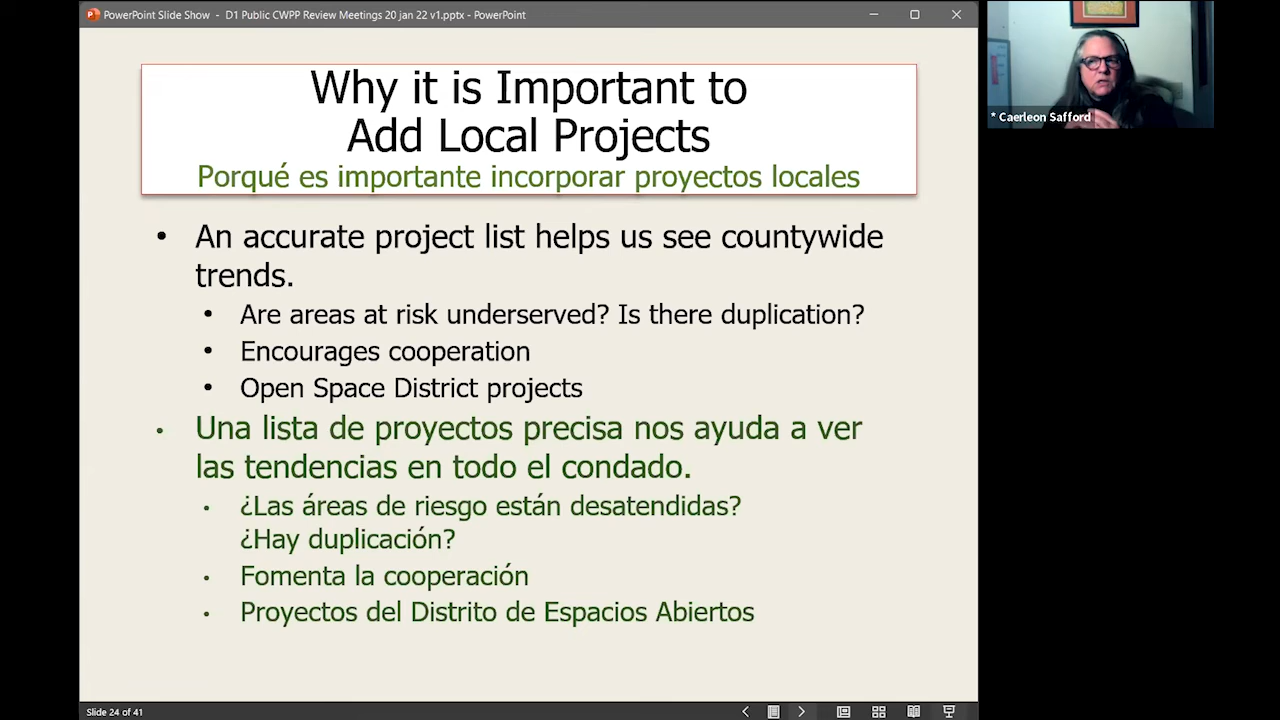 PowerPoint Slide Show - D1 Public CWPP Review Meetings 20 jan 22 v1.pptx - PowerPoint
* Caerleon Safford
Why it is Important to
Add Local Projects
Porqué es importante incorporar proyectos locales
• An accurate project list helps us see countywide
trends.
• Are areas at risk underserved? Is there duplication?
• Encourages cooperation
• Open Space District projects
• Una lista de proyectos precisa nos ayuda a ver
las tendencias en todo el condado.
• ¿Las áreas de riesgo están desatendidas?
¿Hay duplicación?
• Fomenta la cooperación
• Proyectos del Distrito de Espacios Abiertos
Slide 24 of 41